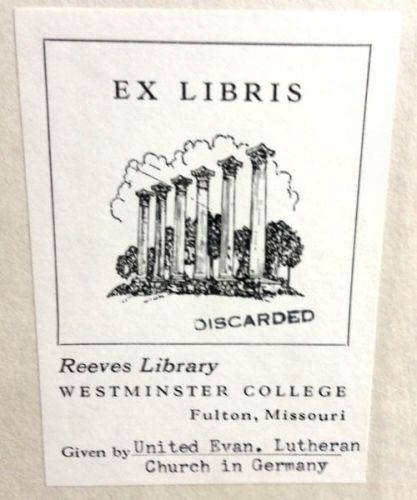 EX LIBRIS
DISCARDED
Reeves Library
WESTMINSTER COLLEGE
Fulton, Missouri
Given by United Evan. Lutheran
Church in Germany